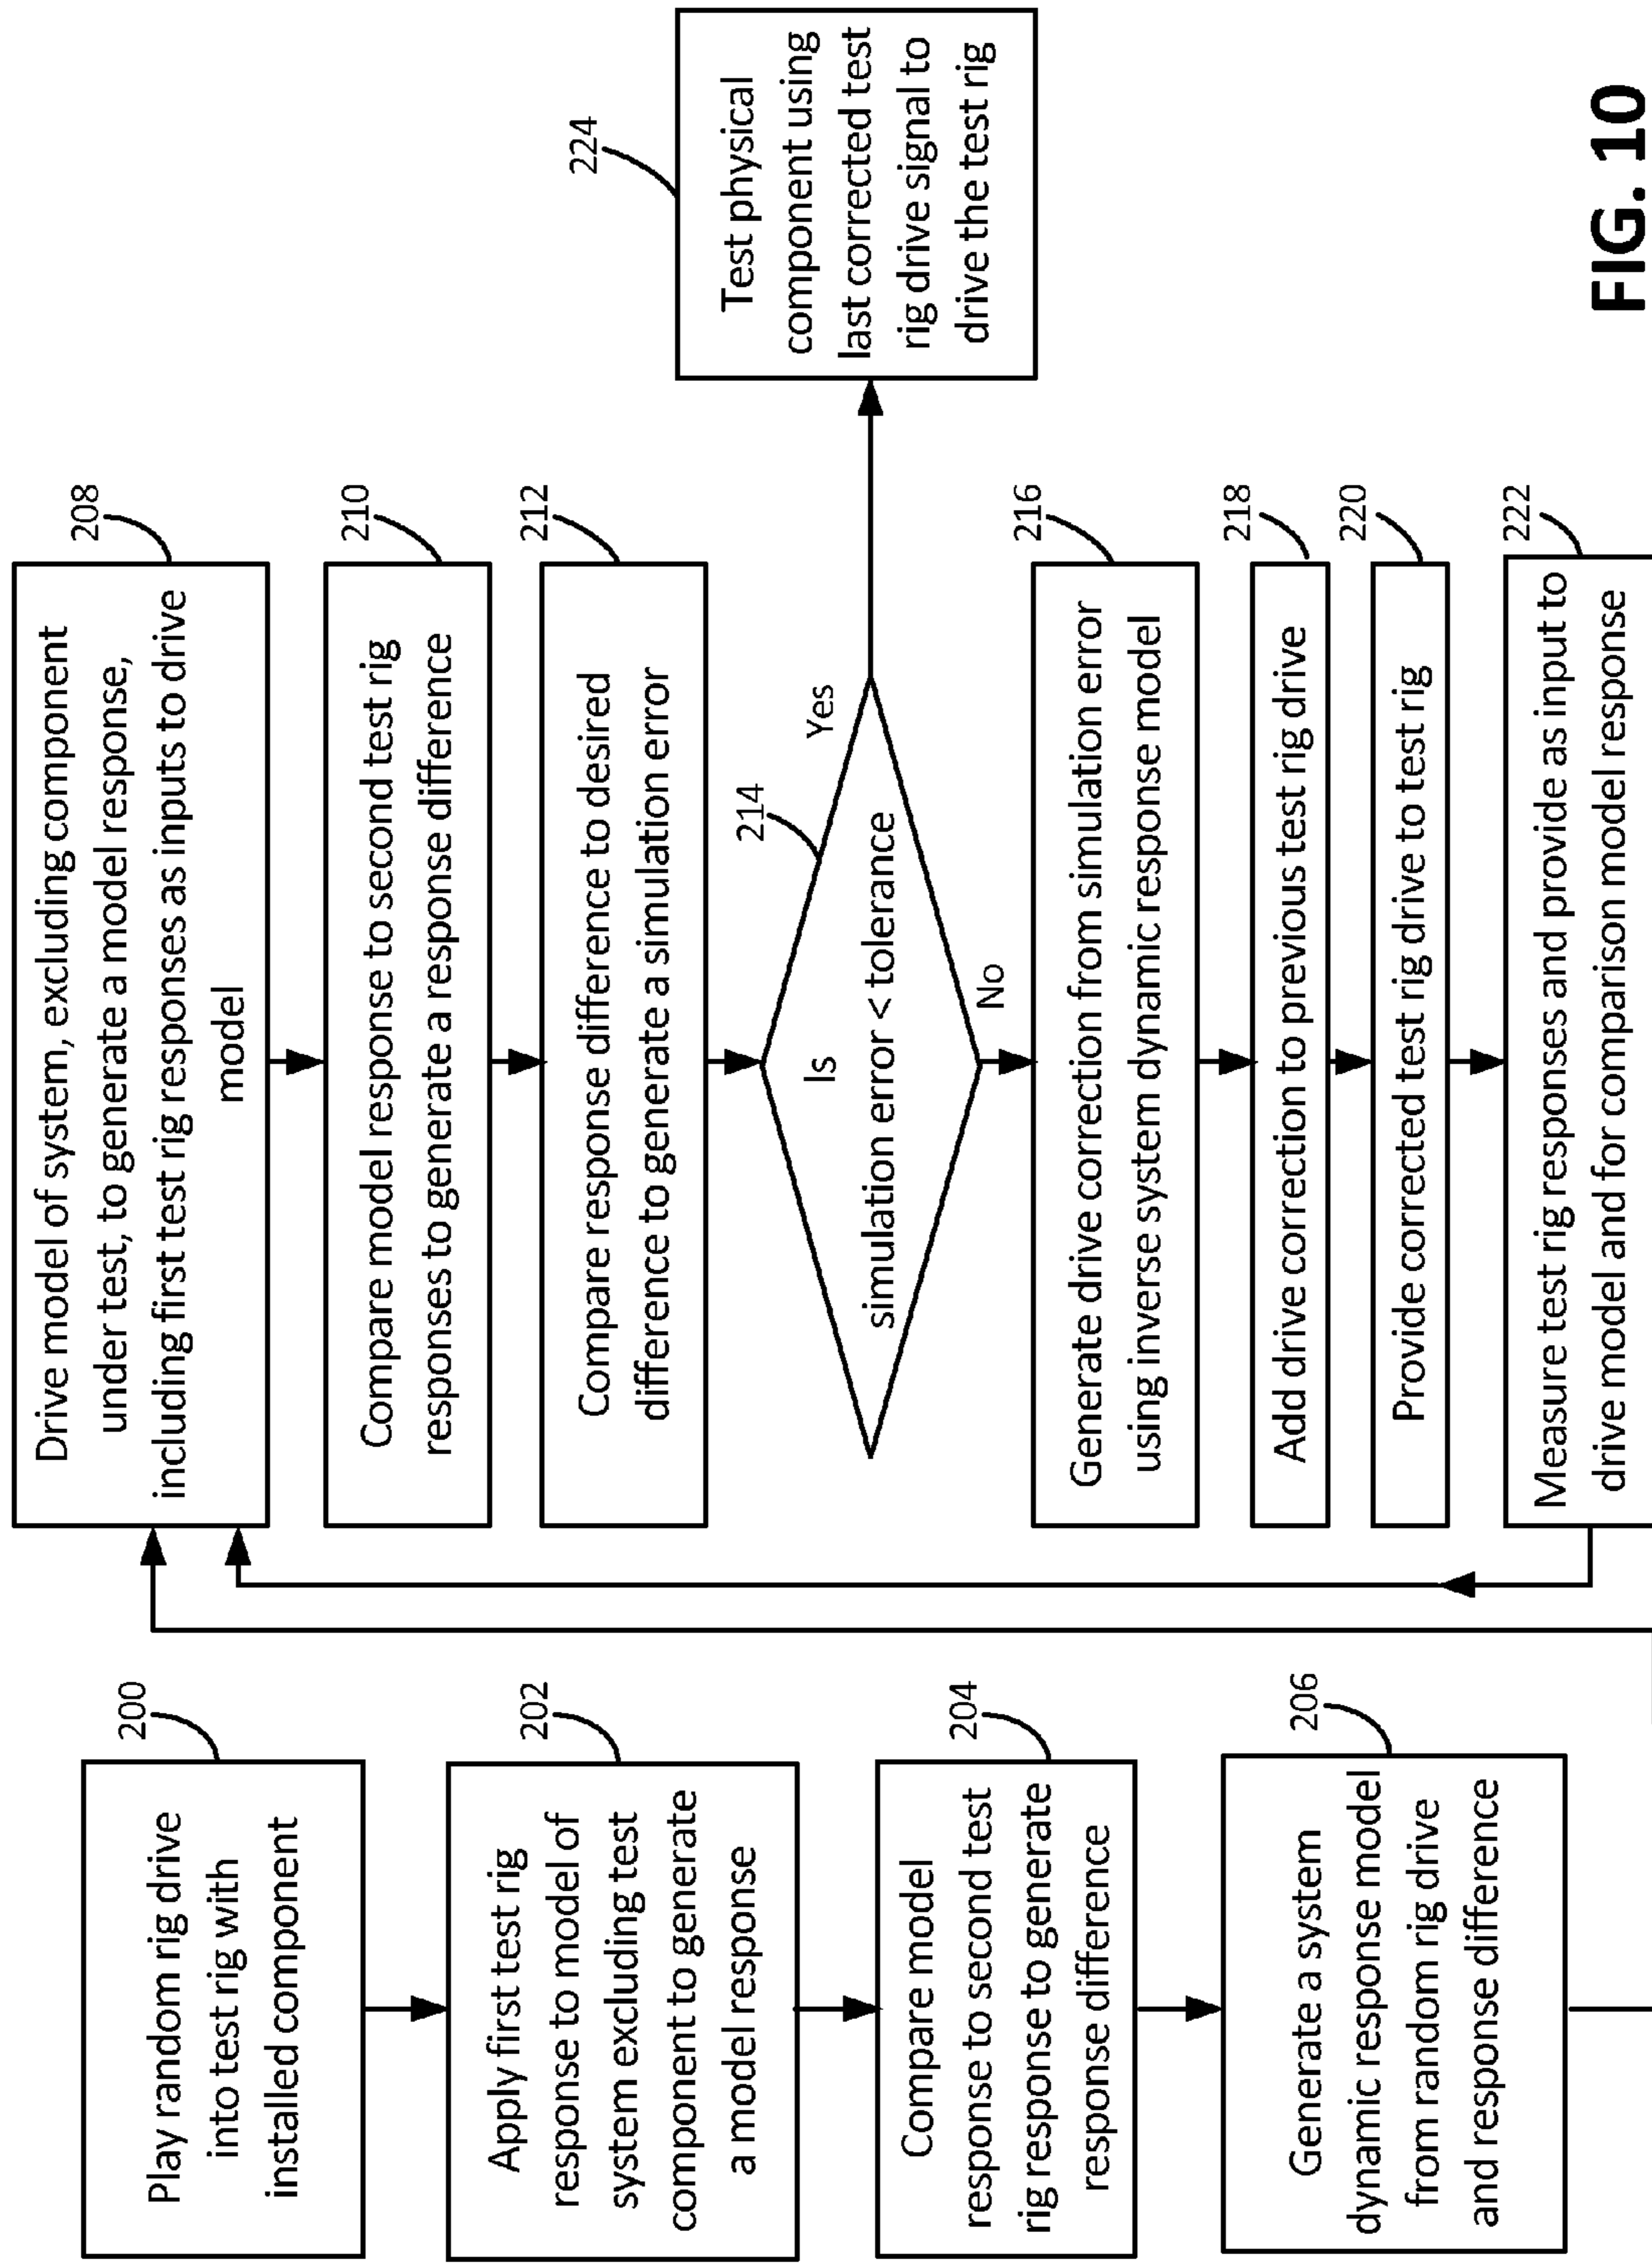 200
Play random rig drive
into test rig with
installed component
202
Apply first test rig
response to model of
system excluding test
component to generate
a model response
204
Compare model
response to second test
rig response to generate
response difference
206
Generate a system
dynamic response model
from random rig drive
and response difference
208
Drive model of system, excluding component
under test, to generate a model response,
including first test rig responses as inputs to drive
model
210
Compare model response to second test rig
responses to generate a response difference
212
Compare response difference to desired
difference to generate a simulation error
214
Is
simulation error < tolerance
Yes
No
216
Generate drive correction from simulation error
using inverse system dynamic response model
218
Add drive correction to previous test rig drive
220
Provide corrected test rig drive to test rig
222
Measure test rig responses and provide as input to
drive model and for comparison model response
224
Test physical
component using
last corrected test
rig drive signal to
drive the test rig
FIG. 10